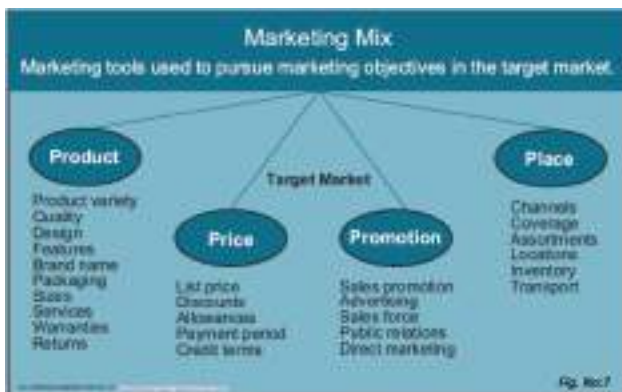 Marketing Mix
Marketing tools used to pursue marketing objectives in the target market.
Product
Product variety
Quality
Design
Features
Brand name
Packaging
Sizes
Services
Warranties
Returns
Target Market
Price
List price
Discounts
Allowances
Payment period
Credit terms
Promotion
Sales promotion
Advertising
Sales force
Public relations
Direct marketing
Place
Channels
Coverage
Assortments
Locations
Inventory
Transport
Fig. No:7